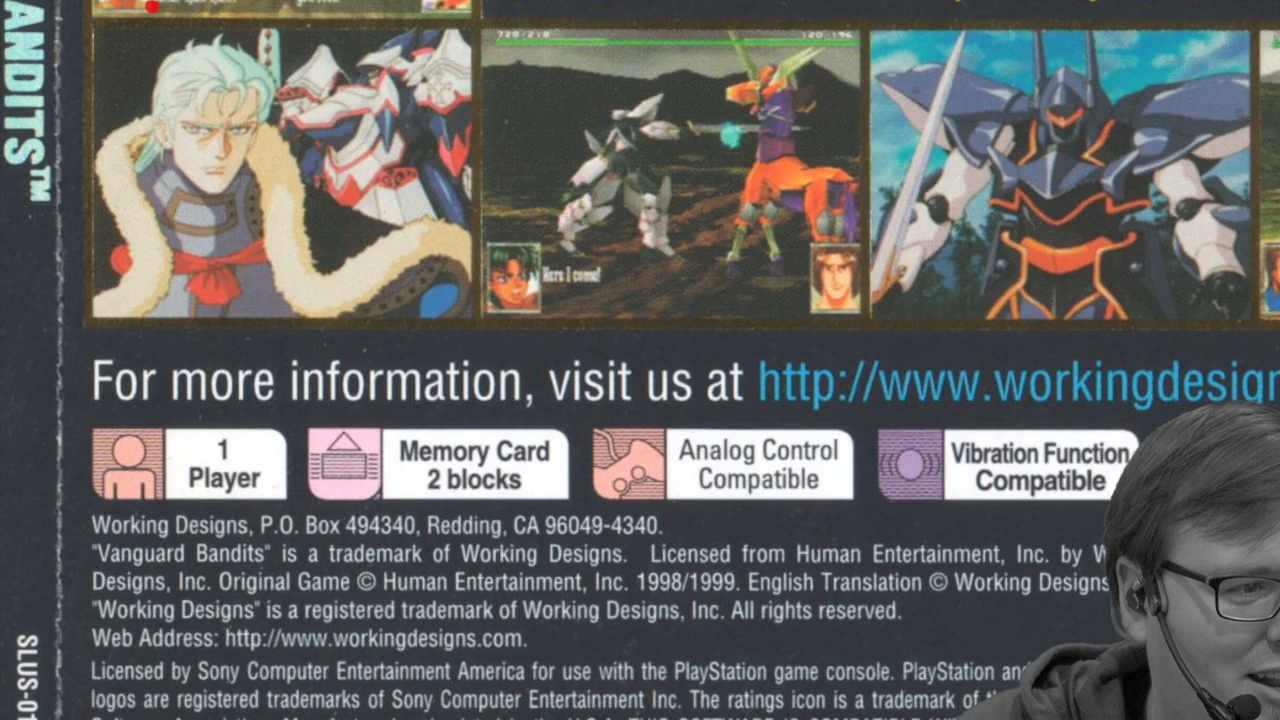 ANDITS™
728/218
120/196
Here I come!
For more information, visit us at http://www.workingdesign
1
Player
Memory Card
2 blocks
Analog Control
Compatible
Vibration Function
Compatible
Working Designs, P.O. Box 494340, Redding, CA 96049-4340.
"Vanguard Bandits" is a trademark of Working Designs. Licensed from Human Entertainment, Inc. by W
Designs, Inc. Original Game © Human Entertainment, Inc. 1998/1999. English Translation © Working Designs
"Working Designs" is a registered trademark of Working Designs, Inc. All rights reserved.
Web Address: http://www.workingdesigns.com.
Licensed by Sony Computer Entertainment America for use with the PlayStation game console. PlayStation and
logos are registered trademarks of Sony Computer Entertainment Inc. The ratings icon is a trademark of
SLUS-01